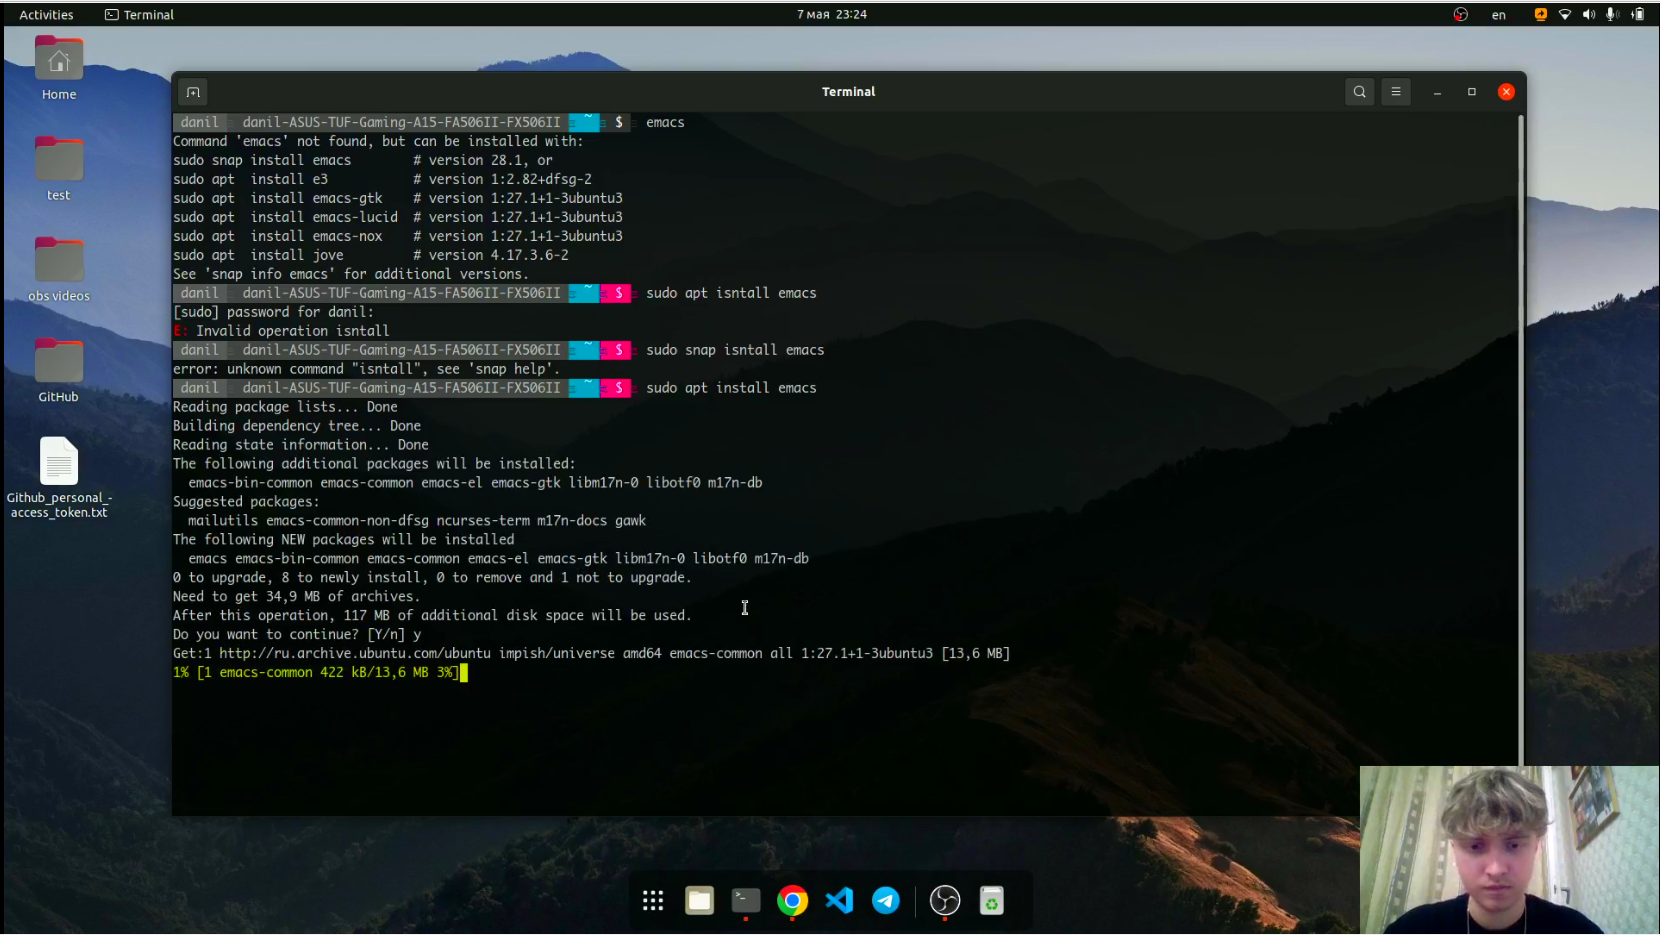 Activities
Terminal
7 мая 23:24
en
Home
test
obs videos
GitHub
Github_personal_-
access_token.txt
Terminal
danil danil-ASUS-TUF-Gaming-A15-FA506II-FX506II ~ $ emacs
Command 'emacs' not found, but can be installed with:
sudo snap install emacs # version 28.1, or
sudo apt install e3 # version 1:2.82+dfsg-2
sudo apt install emacs-gtk # version 1:27.1+1-3ubuntu3
sudo apt install emacs-lucid # version 1:27.1+1-3ubuntu3
sudo apt install emacs-nox # version 1:27.1+1-3ubuntu3
sudo apt install jove # version 4.17.3.6-2
See 'snap info emacs' for additional versions.
danil danil-ASUS-TUF-Gaming-A15-FA506II-FX506II ~ $ sudo apt isntall emacs
[sudo] password for danil:
E: Invalid operation isntall
danil danil-ASUS-TUF-Gaming-A15-FA506II-FX506II ~ $ sudo snap isntall emacs
error: unknown command "isntall", see 'snap help'.
danil danil-ASUS-TUF-Gaming-A15-FA506II-FX506II ~ $ sudo apt install emacs
Reading package lists... Done
Building dependency tree... Done
Reading state information... Done
The following additional packages will be installed:
emacs-bin-common emacs-common emacs-el emacs-gtk libm17n-0 libotf0 m17n-db
Suggested packages:
mailutils emacs-common-non-dfsg ncurses-term m17n-docs gawk
The following NEW packages will be installed
emacs emacs-bin-common emacs-common emacs-el emacs-gtk libm17n-0 libotf0 m17n-db
0 to upgrade, 8 to newly install, 0 to remove and 1 not to upgrade.
Need to get 34,9 MB of archives.
After this operation, 117 MB of additional disk space will be used.
Do you want to continue? [Y/n] y
Get:1 http://ru.archive.ubuntu.com/ubuntu impish/universe amd64 emacs-common all 1:27.1+1-3ubuntu3 [13,6 MB]
1% [1 emacs-common 422 kB/13,6 MB 3%]